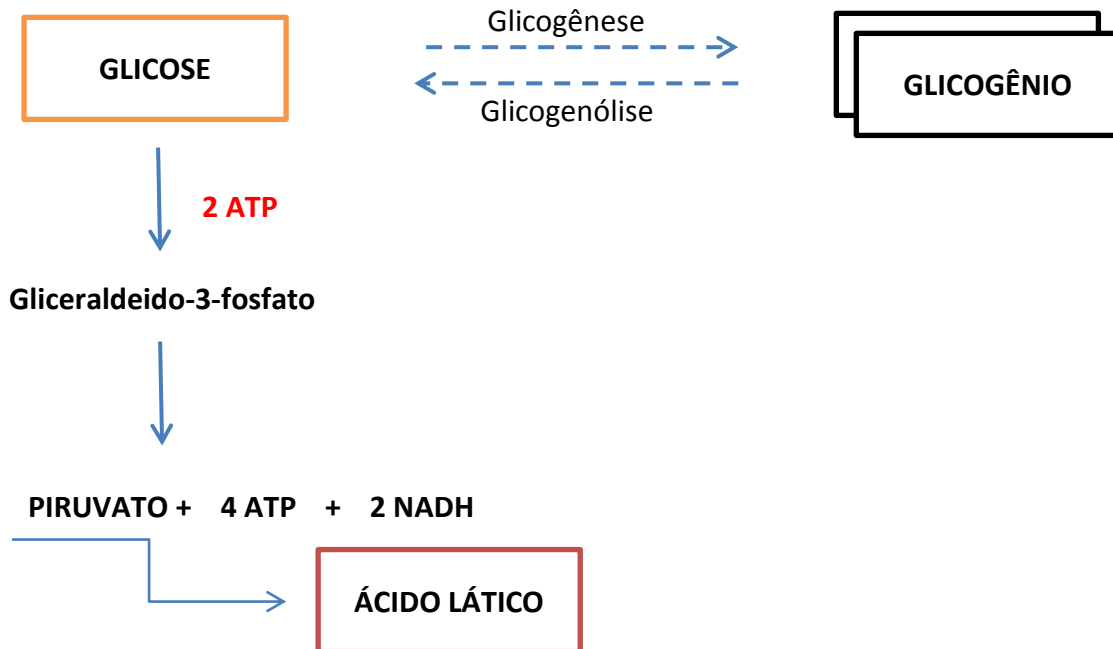 Glicogênese
GLICOSE
GLICOGÊNIO
Glicogenólise
2 ATP
Gliceraldeido-3-fosfato
PIRUVATO + 4 ATP + 2 NADH
ÁCIDO LÁTICO